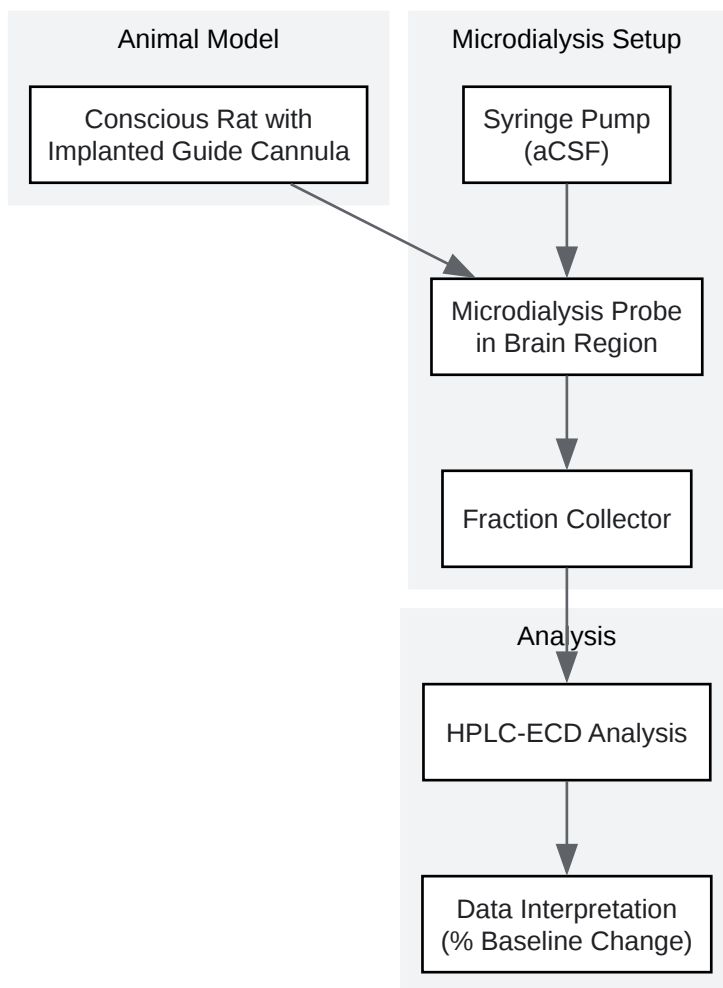 Animal Model
Conscious Rat with
Implanted Guide Cannula
Microdialysis Setup
Syringe Pump
(aCSF)
Microdialysis Probe
in Brain Region
Fraction Collector
Analysis
HPLC-ECD Analysis
Data Interpretation
(% Baseline Change)